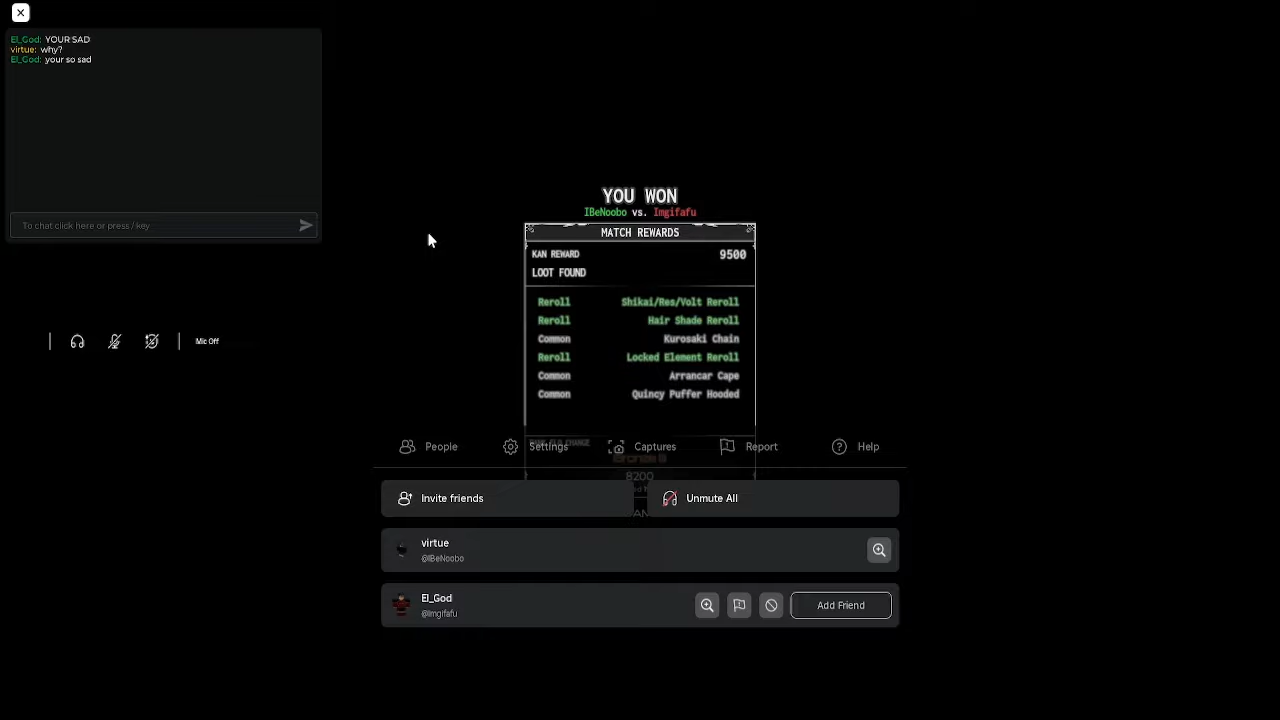 El_God: YOUR SAD
virtue: why?
El_God: your so sad
To chat click here or press / key
Mic Off
YOU WON
IBeNoobo vs. Imgifafu
MATCH REWARDS
KAN REWARD 9500
LOOT FOUND
Reroll Shikai/Res/Volt Reroll
Reroll Hair Shade Reroll
Common Kurosaki Chain
Reroll Locked Element Reroll
Common Arrancar Cape
Common Quincy Puffer Hooded
People Settings Captures Report Help
8200
Invite friends Unmute All
virtue
@IBeNoobo
El_God
@Imgifafu
Add Friend